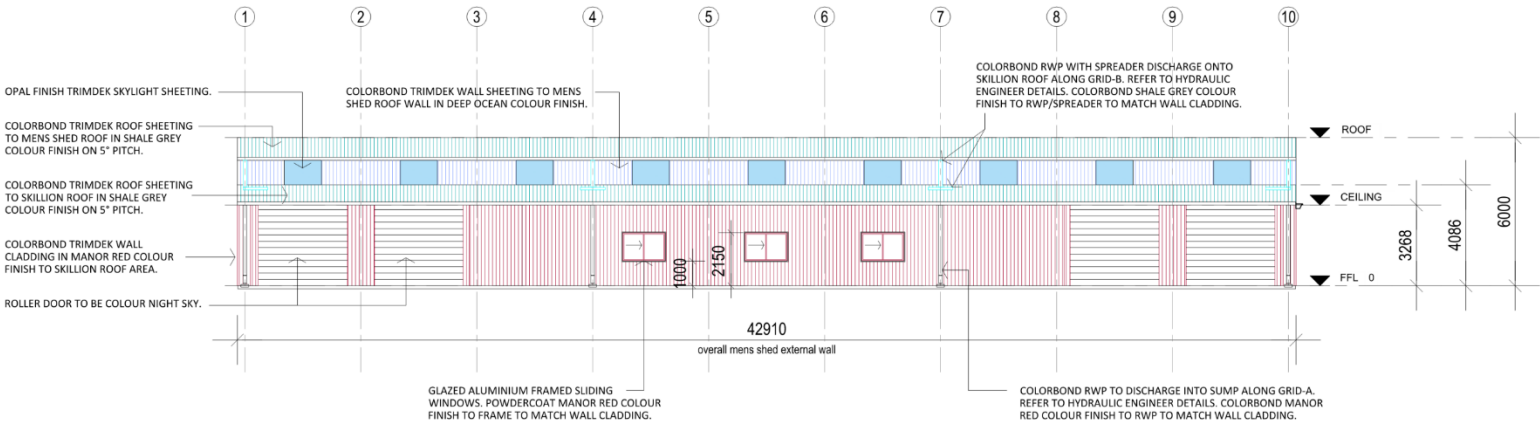 1 2 3 4 5 6 7 8 9 10
OPAL FINISH TRIMDEK SKYLIGHT SHEETING.
COLORBOND TRIMDEK WALL SHEETING TO MENS
SHED ROOF WALL IN DEEP OCEAN COLOUR FINISH.
COLORBOND RWP WITH SPREADER DISCHARGE ONTO
SKILLION ROOF ALONG GRID-B. REFER TO HYDRAULIC
ENGINEER DETAILS. COLORBOND SHALE GREY COLOUR
FINISH TO RWP/SPREADER TO MATCH WALL CLADDING.
COLORBOND TRIMDEK ROOF SHEETING
TO MENS SHED ROOF IN SHALE GREY
COLOUR FINISH ON 5° PITCH.
COLORBOND TRIMDEK ROOF SHEETING
TO SKILLION ROOF IN SHALE GREY
COLOUR FINISH ON 5° PITCH.
COLORBOND TRIMDEK WALL
CLADDING IN MANOR RED COLOUR
FINISH TO SKILLION ROOF AREA.
ROLLER DOOR TO BE COLOUR NIGHT SKY.
ROOF
CEILING
FFL 0
1000
2150
3268
4086
6000
42910
overall mens shed external wall
GLAZED ALUMINIUM FRAMED SLIDING
WINDOWS. POWDERCOAT MANOR RED COLOUR
FINISH TO FRAME TO MATCH WALL CLADDING.
COLORBOND RWP TO DISCHARGE INTO SUMP ALONG GRID-A.
REFER TO HYDRAULIC ENGINEER DETAILS. COLORBOND MANOR
RED COLOUR FINISH TO RWP TO MATCH WALL CLADDING.